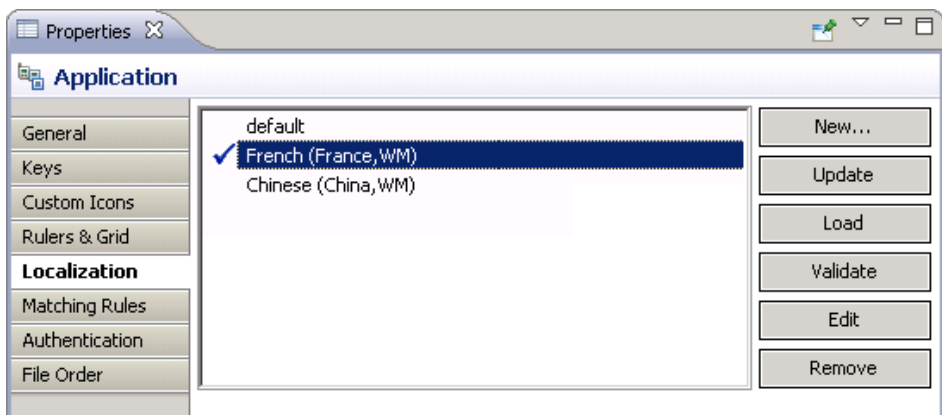 Properties
Application
General
Keys
Custom Icons
Rulers & Grid
Localization
Matching Rules
Authentication
File Order
default
French (France,WM)
Chinese (China,WM)
New...
Update
Load
Validate
Edit
Remove